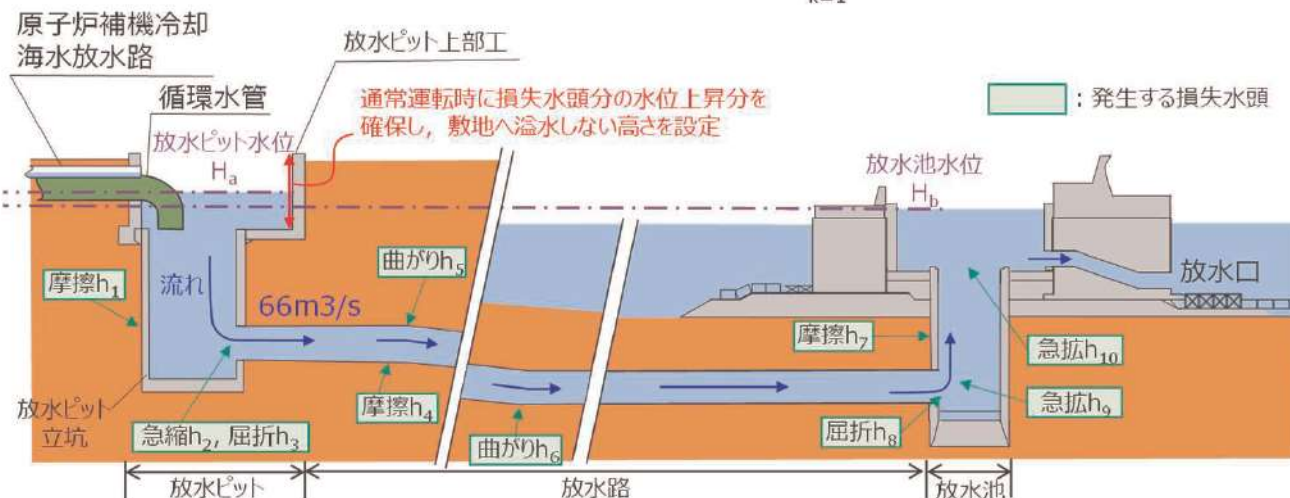 k=1
原子炉補機冷却
海水放水路
循環水管
放水ピット上部工
通常運転時に損失水頭分の水位上昇分を
確保し，敷地へ溢水しない高さを設定
：発生する損失水頭
放水ピット水位
Ha
放水池水位
Hb
摩擦h1
流れ
66m3/s
曲がりh5
放水口
摩擦h7
急拡h10
放水ピット
立坑
急縮h2，屈折h3
摩擦h4
曲がりh6
屈折h8
急拡h9
放水ピット
放水路
放水池